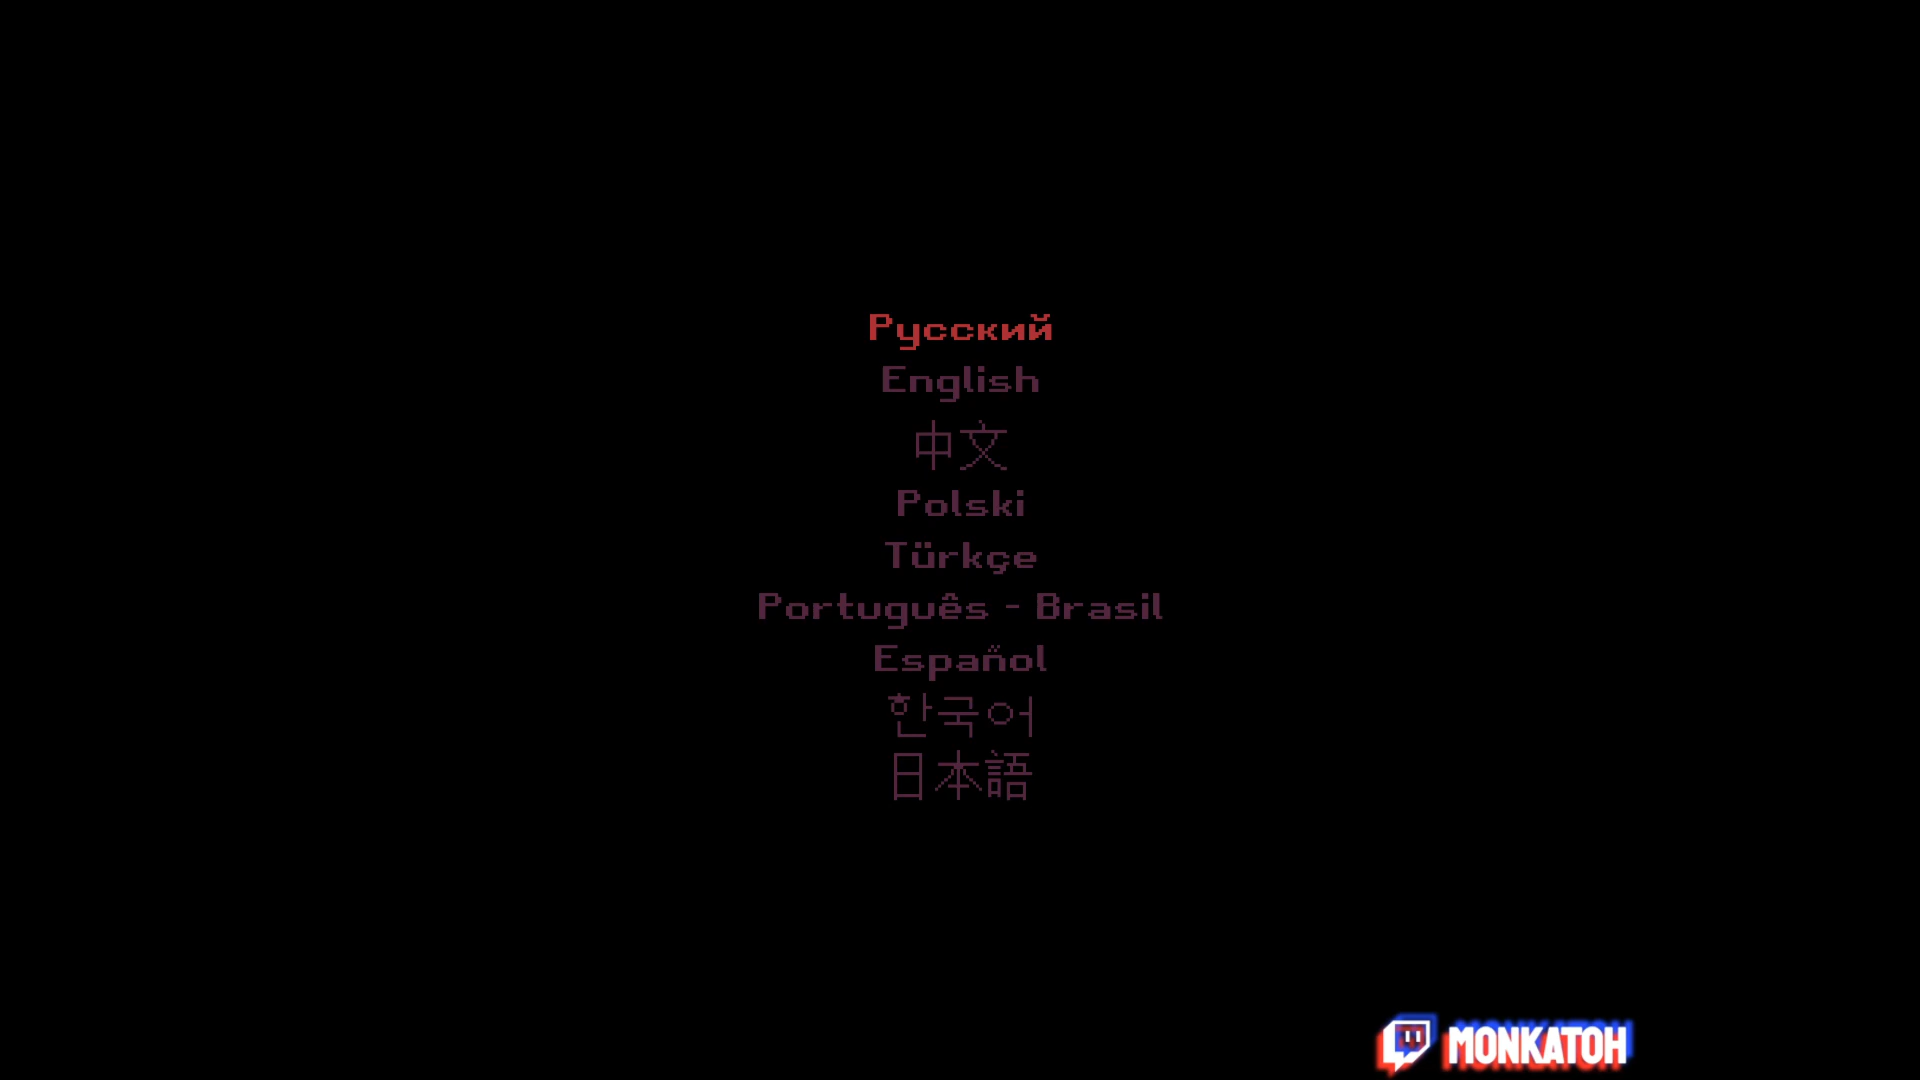 Русский
English
中文
Polski
Türkçe
Português - Brasil
Español
한국어
日本語
MONKATOH